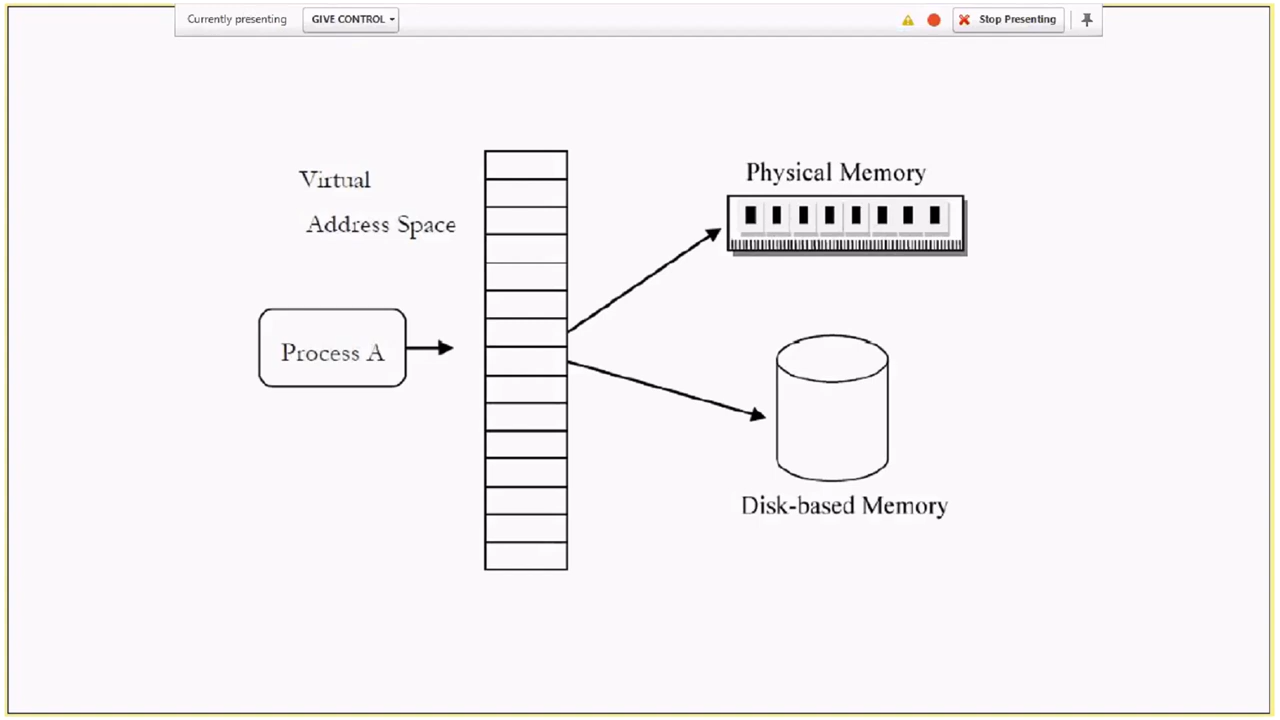 Currently presenting
GIVE CONTROL
Stop Presenting
Virtual
Address Space
Physical Memory
Process A
Disk-based Memory